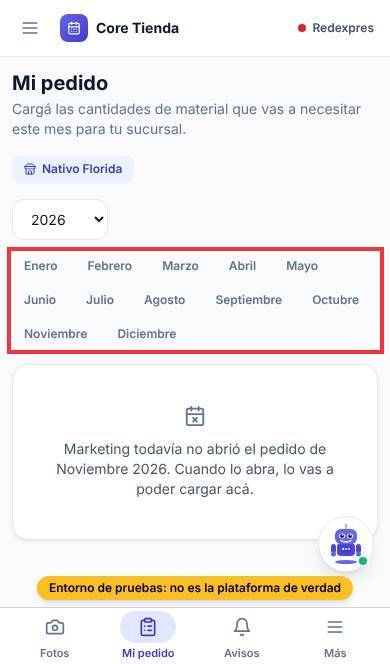 Core Tienda
Redexpres
Mi pedido
Cargá las cantidades de material que vas a necesitar
este mes para tu sucursal.
Nativo Florida
2026
Enero Febrero Marzo Abril Mayo
Junio Julio Agosto Septiembre Octubre
Noviembre Diciembre
Marketing todavía no abrió el pedido de
Noviembre 2026. Cuando lo abra, lo vas a
poder cargar acá.
Entorno de pruebas: no es la plataforma de verdad
Fotos Mi pedido Avisos Más